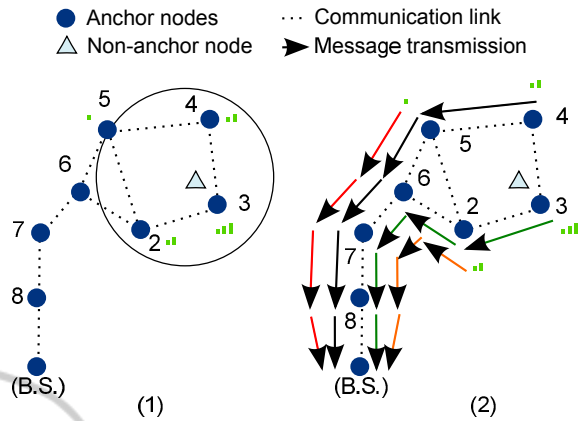 Anchor nodes
Communication link
Non-anchor node
Message transmission
5
4
6
3
2
7
8
(B.S.)
(1)
4
5
6
2
3
7
8
(B.S.)
(2)